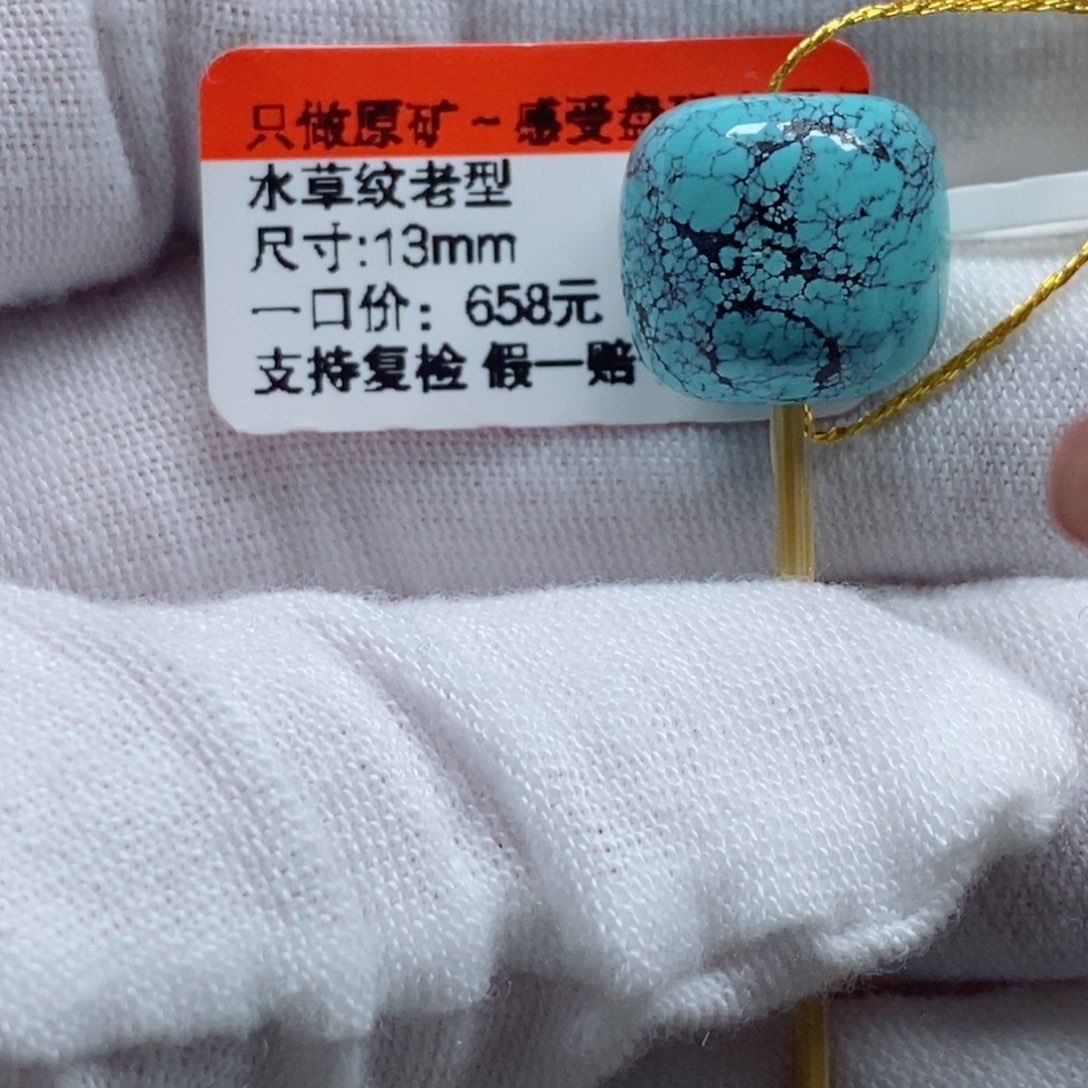 只做原矿~感受盘
水草纹老型
尺寸:13mm
一口价：658元
支持复检 假一赔